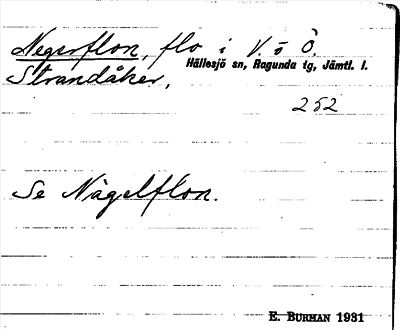 Negerflon, flo i V. o Ö.
Hällesjö sn, Ragunda tg, Jämtl. l.
Strandåker,
252
Se Nägelflon.
E. BURMAN 1931